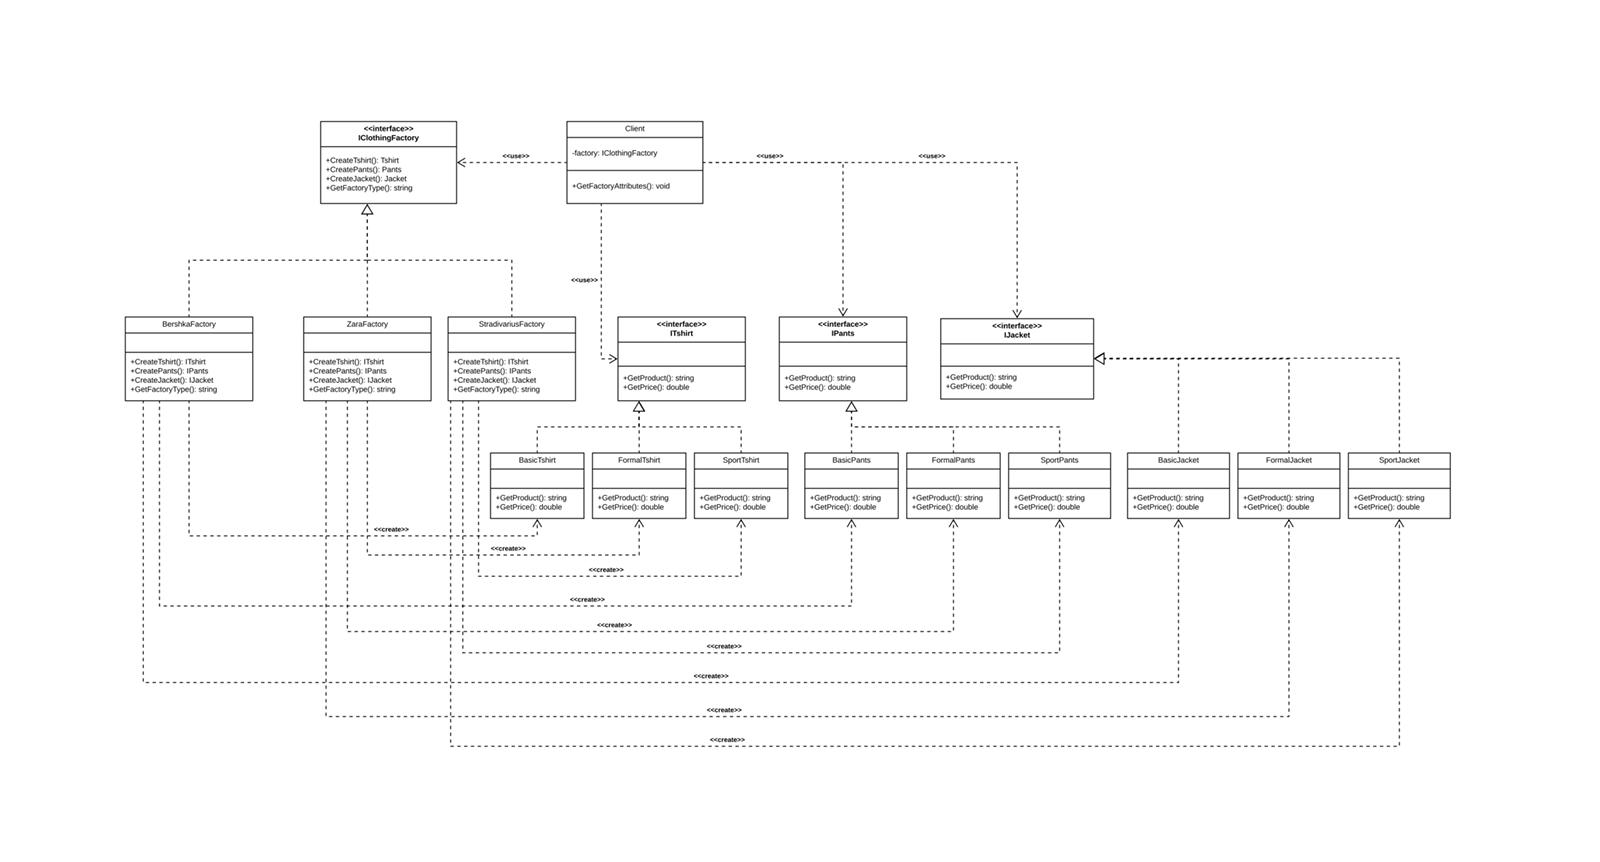 <<interface>>
IClothingFactory
+CreateTshirt(): Tshirt
+CreatePants(): Pants
+CreateJacket(): Jacket
+GetFactoryType(): string
<<use>>
Client
-factory: IClothingFactory
+GetFactoryAttributes(): void
<<use>>
<<use>>
<<use>>
BershkaFactory
+CreateTshirt(): ITshirt
+CreatePants(): IPants
+CreateJacket(): IJacket
+GetFactoryType(): string
ZaraFactory
+CreateTshirt(): ITshirt
+CreatePants(): IPants
+CreateJacket(): IJacket
+GetFactoryType(): string
StradivariusFactory
+CreateTshirt(): ITshirt
+CreatePants(): IPants
+CreateJacket(): IJacket
+GetFactoryType(): string
<<interface>>
ITshirt
+GetProduct(): string
+GetPrice(): double
<<interface>>
IPants
+GetProduct(): string
+GetPrice(): double
<<interface>>
IJacket
+GetProduct(): string
+GetPrice(): double
BasicTshirt
+GetProduct(): string
+GetPrice(): double
FormalTshirt
+GetProduct(): string
+GetPrice(): double
SportTshirt
+GetProduct(): string
+GetPrice(): double
BasicPants
+GetProduct(): string
+GetPrice(): double
FormalPants
+GetProduct(): string
+GetPrice(): double
SportPants
+GetProduct(): string
+GetPrice(): double
BasicJacket
+GetProduct(): string
+GetPrice(): double
FormalJacket
+GetProduct(): string
+GetPrice(): double
SportJacket
+GetProduct(): string
+GetPrice(): double
<<create>>
<<create>>
<<create>>
<<create>>
<<create>>
<<create>>
<<create>>
<<create>>
<<create>>